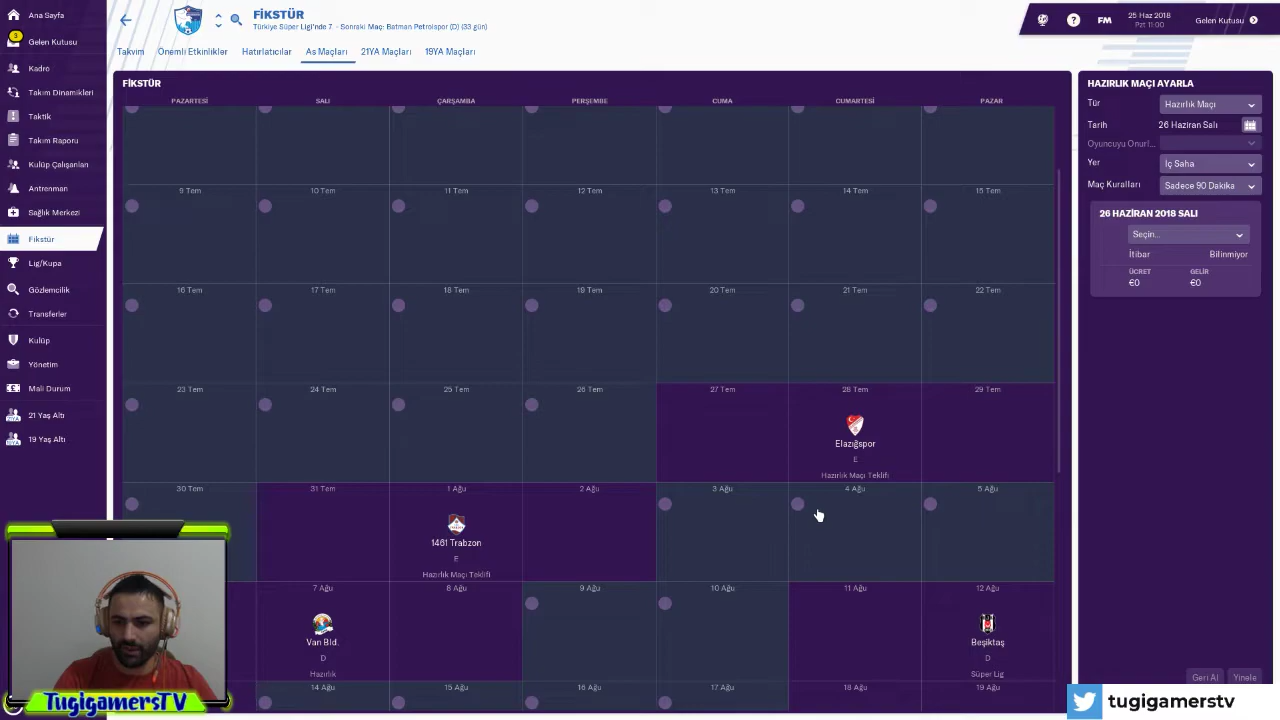 Ana Sayfa
3
Gelen Kutusu
Kadro
Takım Dinamikleri
Taktik
Takım Raporu
Kulüp Çalışanları
Antrenman
Sağlık Merkezi
Fikstür
Lig/Kupa
Gözlemcilik
Transferler
Kulüp
Yönetim
Mali Durum
21 Yaş Altı
19 Yaş Altı
FİKSTÜR
Türkiye Süper Ligi'nde 7 - Sonraki Maç: Batman Petrolspor (D) (33 gün)
Takvim
Önemli Etkinlikler
Hatırlatıcılar
As Maçları
21YA Maçları
19YA Maçları
?
FM
25 Haz 2018
Pzt 11:00
Gelen Kutusu
FİKSTÜR
PAZARTESİ SALI ÇARŞAMBA PERŞEMBE CUMA CUMARTESİ PAZAR
9 Tem 10 Tem 11 Tem 12 Tem 13 Tem 14 Tem 15 Tem
16 Tem 17 Tem 18 Tem 19 Tem 20 Tem 21 Tem 22 Tem
23 Tem 24 Tem 25 Tem 26 Tem 27 Tem 28 Tem 29 Tem
Elazığspor
E
Hazırlık Maçı Teklifi
30 Tem 31 Tem 1 Ağu 2 Ağu 3 Ağu 4 Ağu 5 Ağu
1461 Trabzon
E
Hazırlık Maçı Teklifi
7 Ağu 8 Ağu 9 Ağu 10 Ağu 11 Ağu 12 Ağu
Van Bld.
D
Hazırlık
Beşiktaş
D
Süper Lig
14 Ağu 15 Ağu 16 Ağu 17 Ağu 18 Ağu 19 Ağu
HAZIRLIK MAÇI AYARLA
Tür Hazırlık Maçı
Tarih 26 Haziran Salı
Oyuncuyu Onurl...
Yer İç Saha
Maç Kuralları Sadece 90 Dakika
26 HAZİRAN 2018 SALI
Seçin...
İtibar Bilinmiyor
ÜCRET GELİR
€0 €0
Geri Al Yinele
TugigamersTV
tugigamerstv